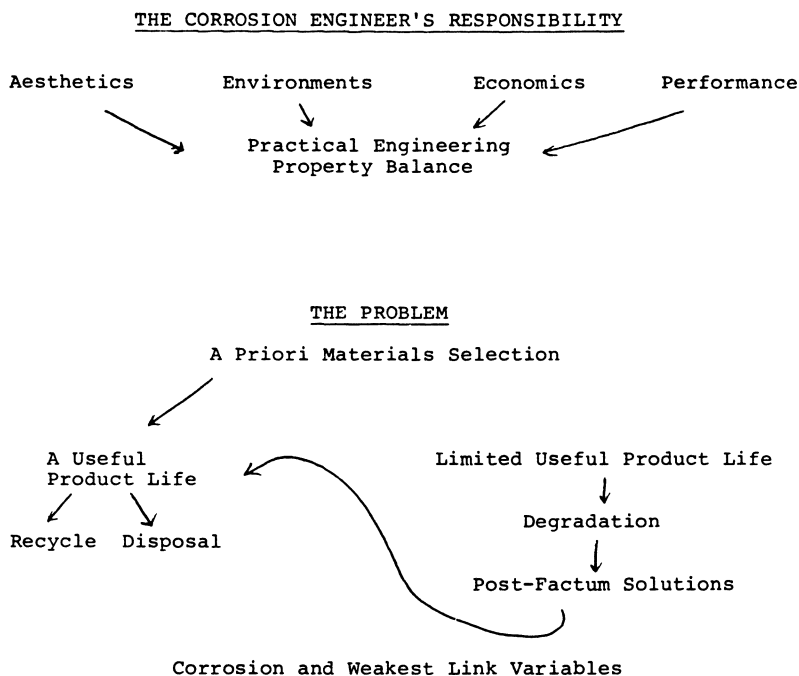 THE CORROSION ENGINEER'S RESPONSIBILITY
Aesthetics Environments Economics Performance
Practical Engineering
Property Balance
THE PROBLEM
A Priori Materials Selection
A Useful
Product Life
Limited Useful Product Life
Degradation
Recycle Disposal
Post-Factum Solutions
Corrosion and Weakest Link Variables